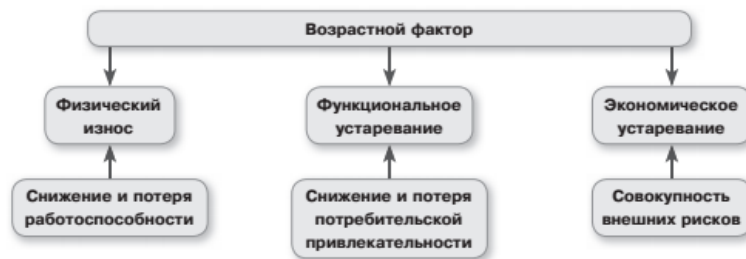 Возрастной фактор
Физический
износ
Функциональное
устаревание
Экономическое
устаревание
Снижение и потеря
работоспособности
Снижение и потеря
потребительской
привлекательности
Совокупность
внешних рисков